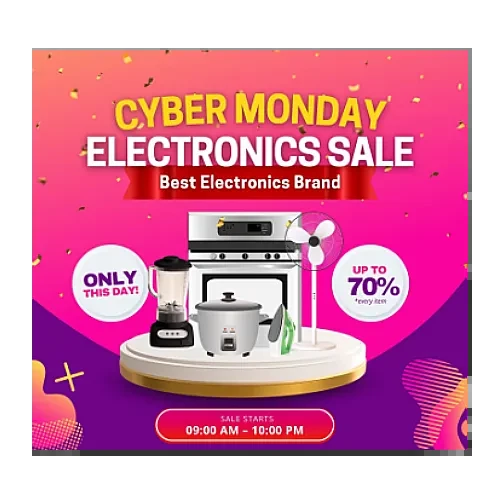 CYBER MONDAY
ELECTRONICS SALE
Best Electronics Brand
ONLY
THIS DAY!
UP TO
70%
*every item
SALE STARTS
09:00 AM – 10:00 PM